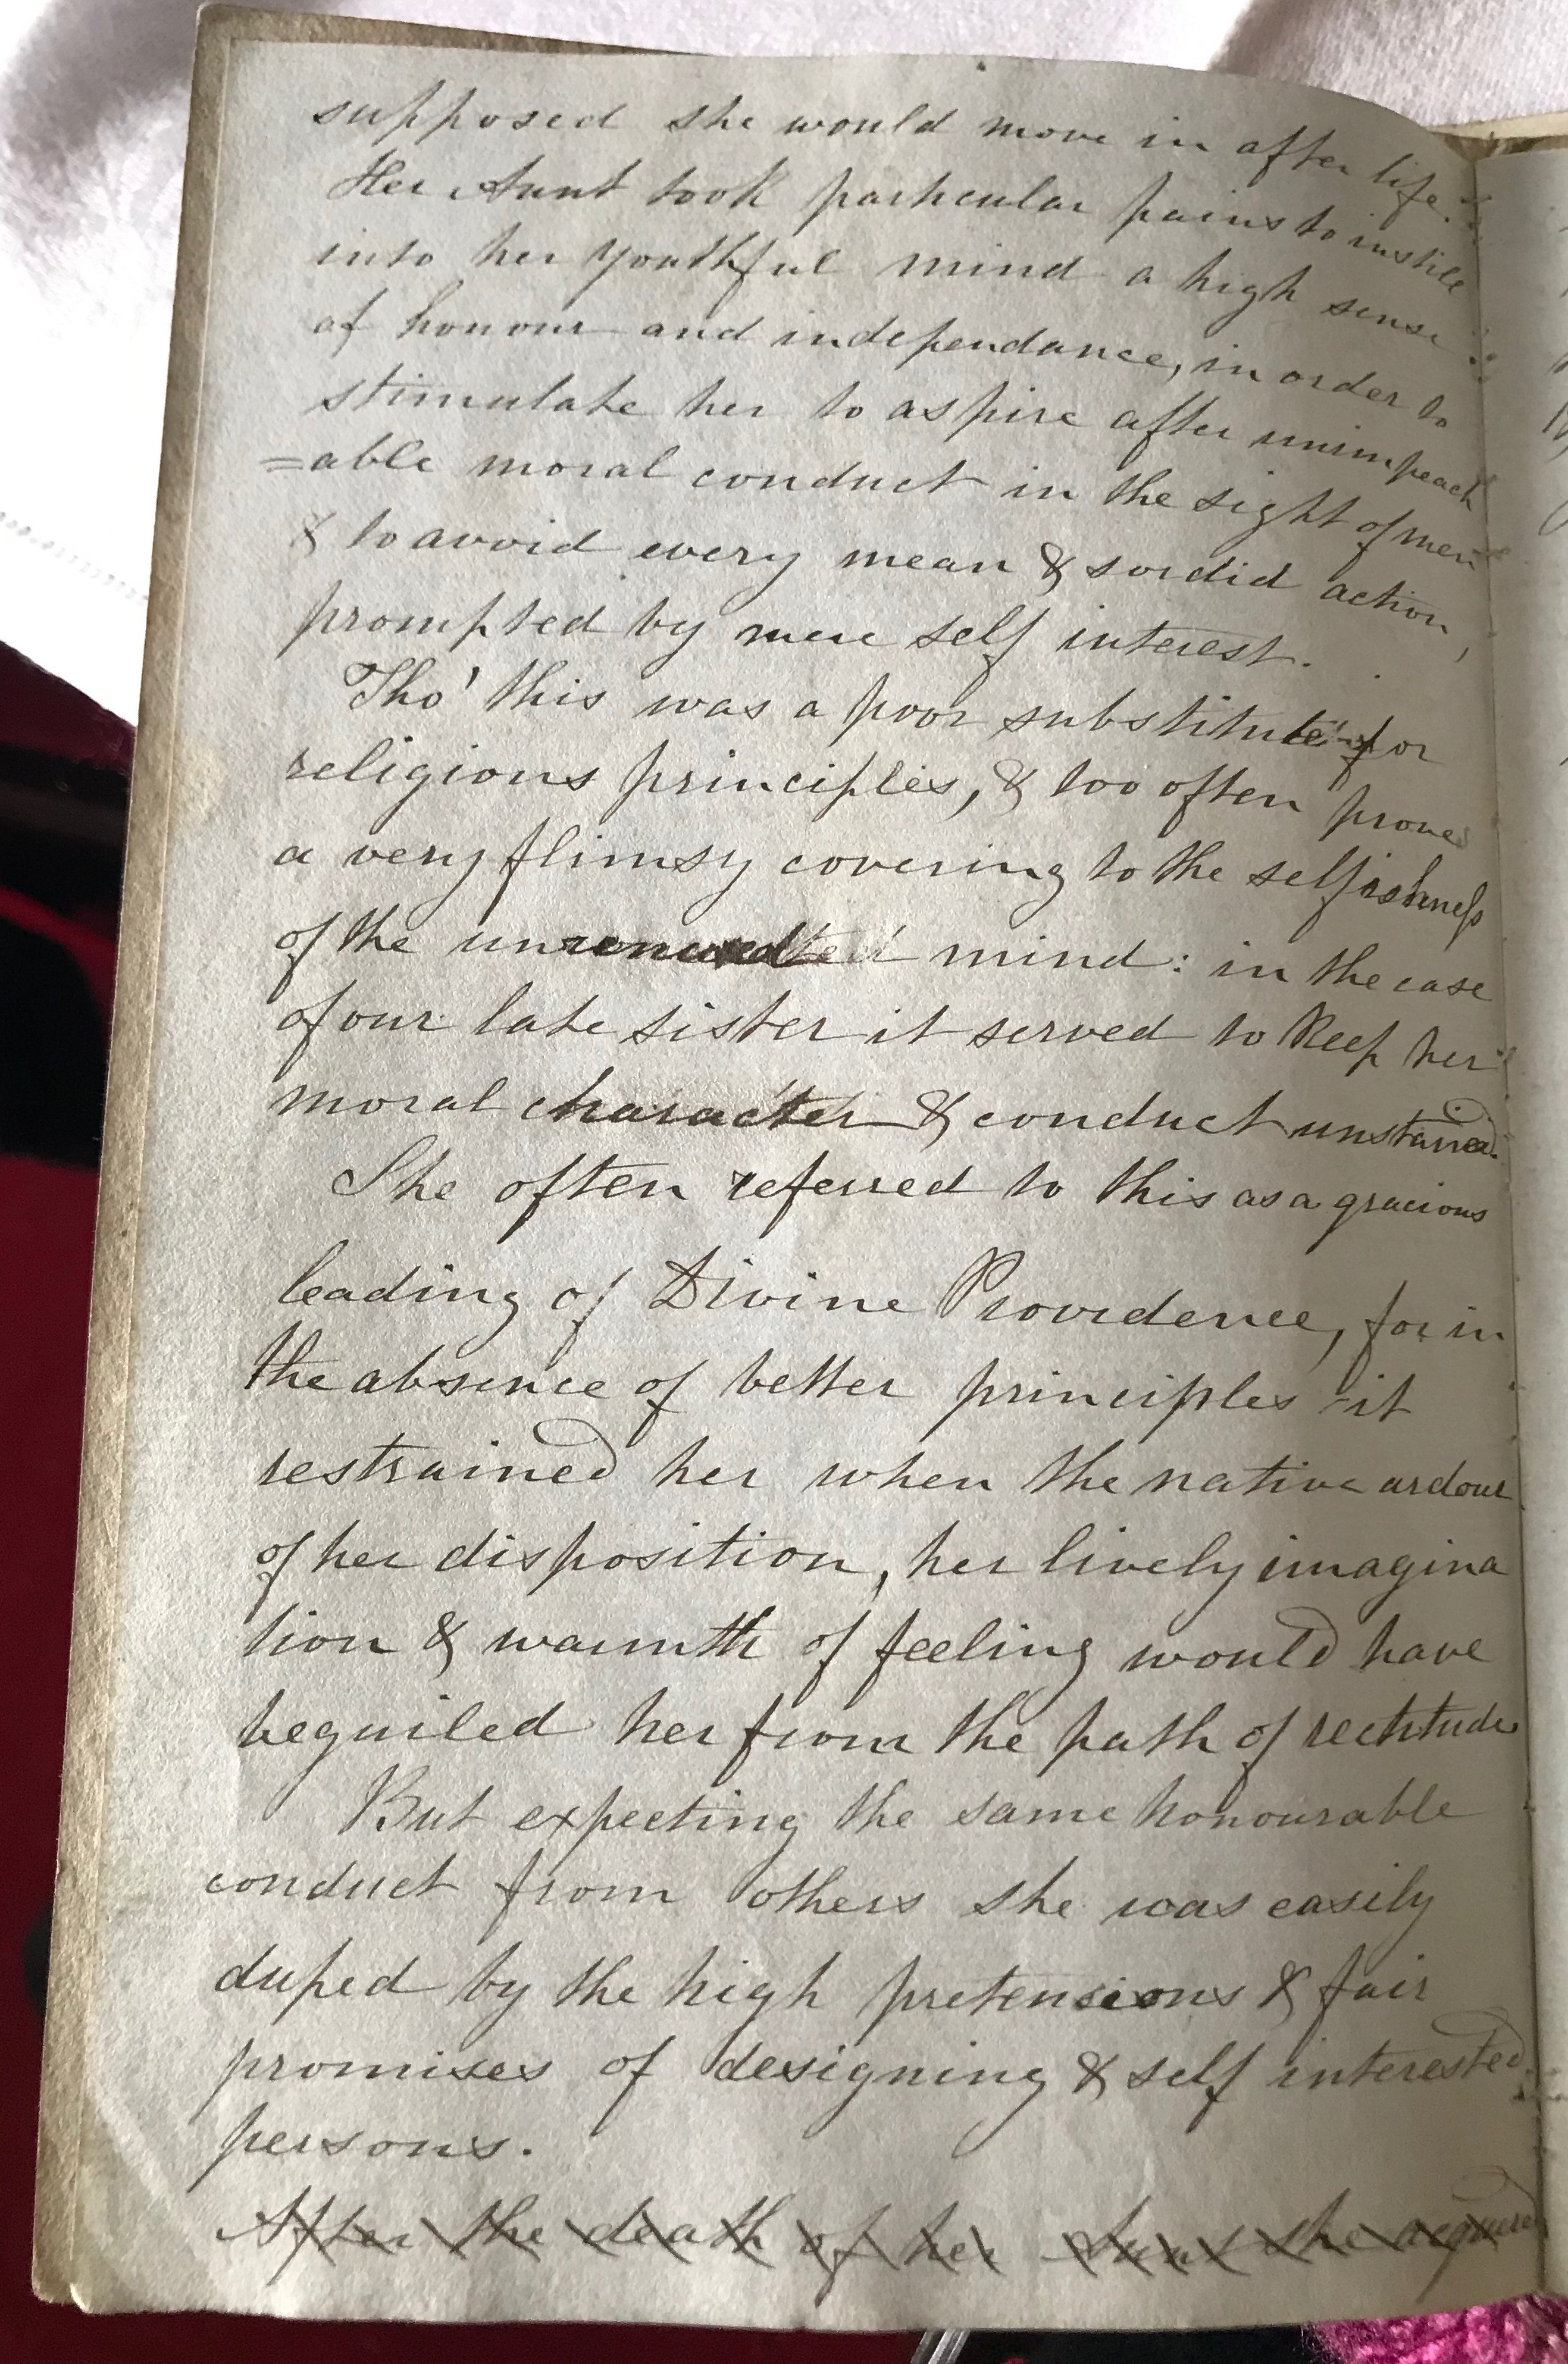 supposed she would move in after life.
Her Aunt took particular pains to instill
into her youthful mind a high sense
of honour and independance, in order to
stimulate her to aspire after unimpeach
=able moral conduct in the sight of men
& to avoid every mean & sordid action,
prompted by mere self interest.
Tho' this was a poor substitute for
religious principles, & too often proves
a very flimsy covering to the selfishness
of the unrenewed mind: in the case
of our late sister it served to keep her
moral character & conduct unstained.
She often referred to this as a gracious
leading of Divine Providence, for in
the absence of better principles it
restrained her when the native ardour
of her disposition, her lively imagina
tion & warmth of feeling would have
beguiled her from the path of rectitude
But expecting the same honourable
conduct from others she was easily
duped by the high pretensions & fair
promises of designing & self interested
persons.
After the death of her Aunt she acquired